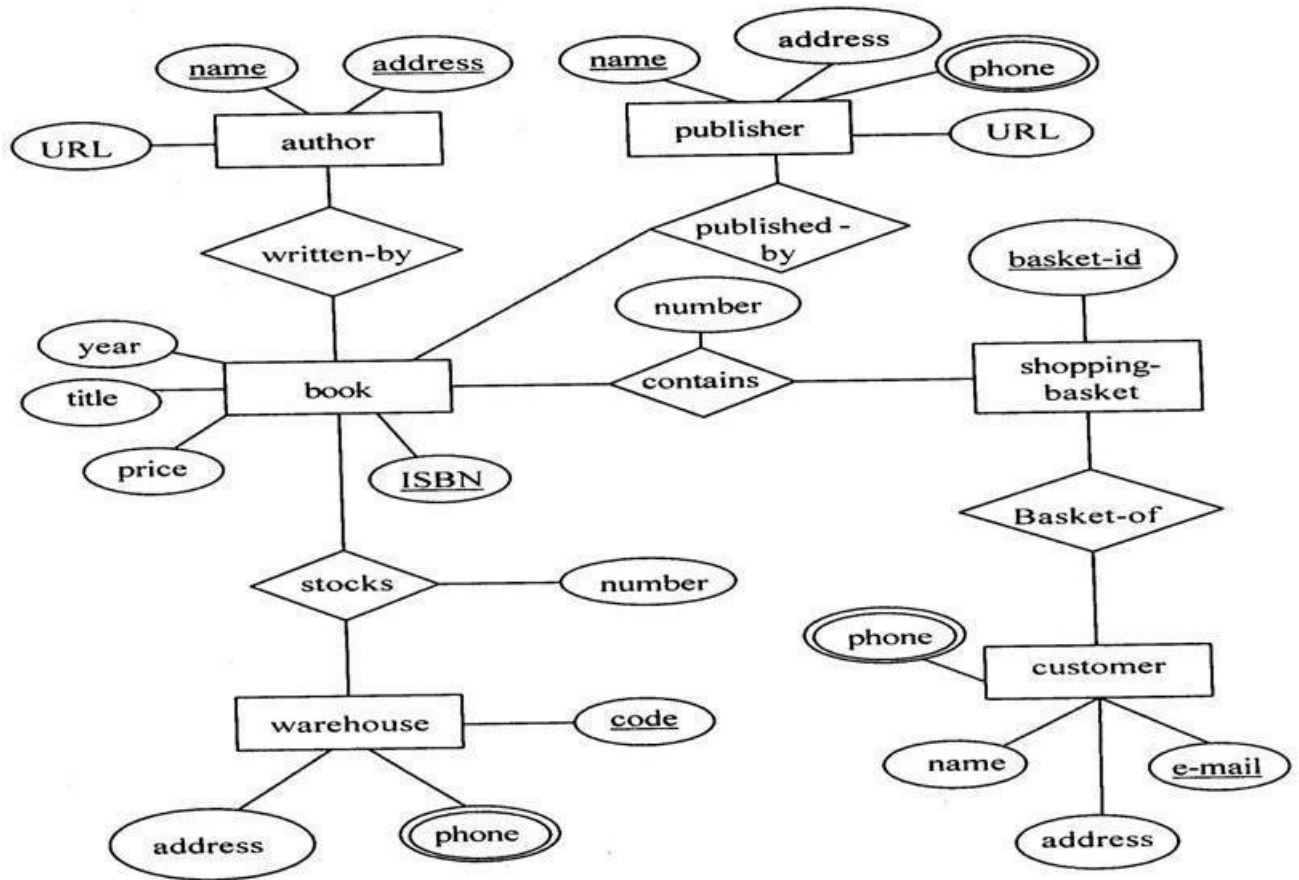 name
address
URL
author
name
address
phone
publisher
URL
written-by
published -
by
basket-id
number
year
title
price
book
ISBN
contains
shopping-
basket
Basket-of
stocks
number
phone
customer
warehouse
code
name
e-mail
address
phone
address